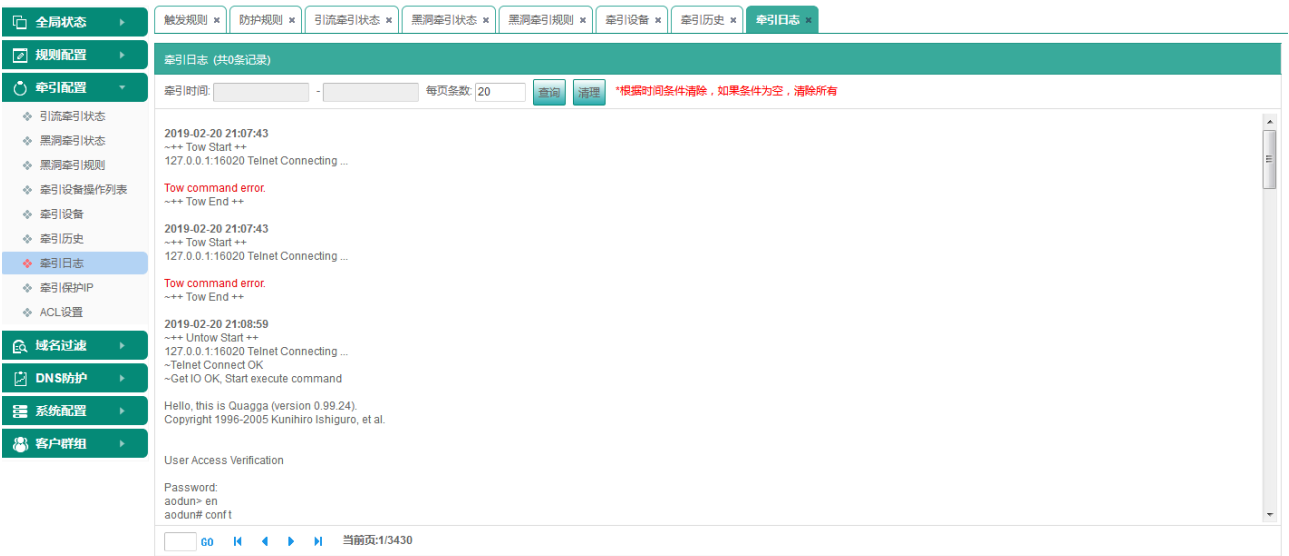 全局状态
规则配置
牵引配置
引流牵引状态
黑洞牵引状态
黑洞牵引规则
牵引设备操作列表
牵引设备
牵引历史
牵引日志
牵引保护IP
ACL设置
域名过滤
DNS防护
系统配置
客户群组
触发规则 × 防护规则 × 引流牵引状态 × 黑洞牵引状态 × 黑洞牵引规则 × 牵引设备 × 牵引历史 × 牵引日志 ×
牵引日志 (共0条记录)
牵引时间: - 每页条数: 20 查询 清理 *根据时间条件清除，如果条件为空，清除所有
2019-02-20 21:07:43
~++ Tow Start ++
127.0.0.1:16020 Telnet Connecting ...
Tow command error.
~++ Tow End ++
2019-02-20 21:07:43
~++ Tow Start ++
127.0.0.1:16020 Telnet Connecting ...
Tow command error.
~++ Tow End ++
2019-02-20 21:08:59
~++ Untow Start ++
127.0.0.1:16020 Telnet Connecting ...
~Telnet Connect OK
~Get IO OK, Start execute command
Hello, this is Quagga (version 0.99.24).
Copyright 1996-2005 Kunihiro Ishiguro, et al.
User Access Verification
Password:
aodun> en
aodun# conf t
GO 当前页:1/3430